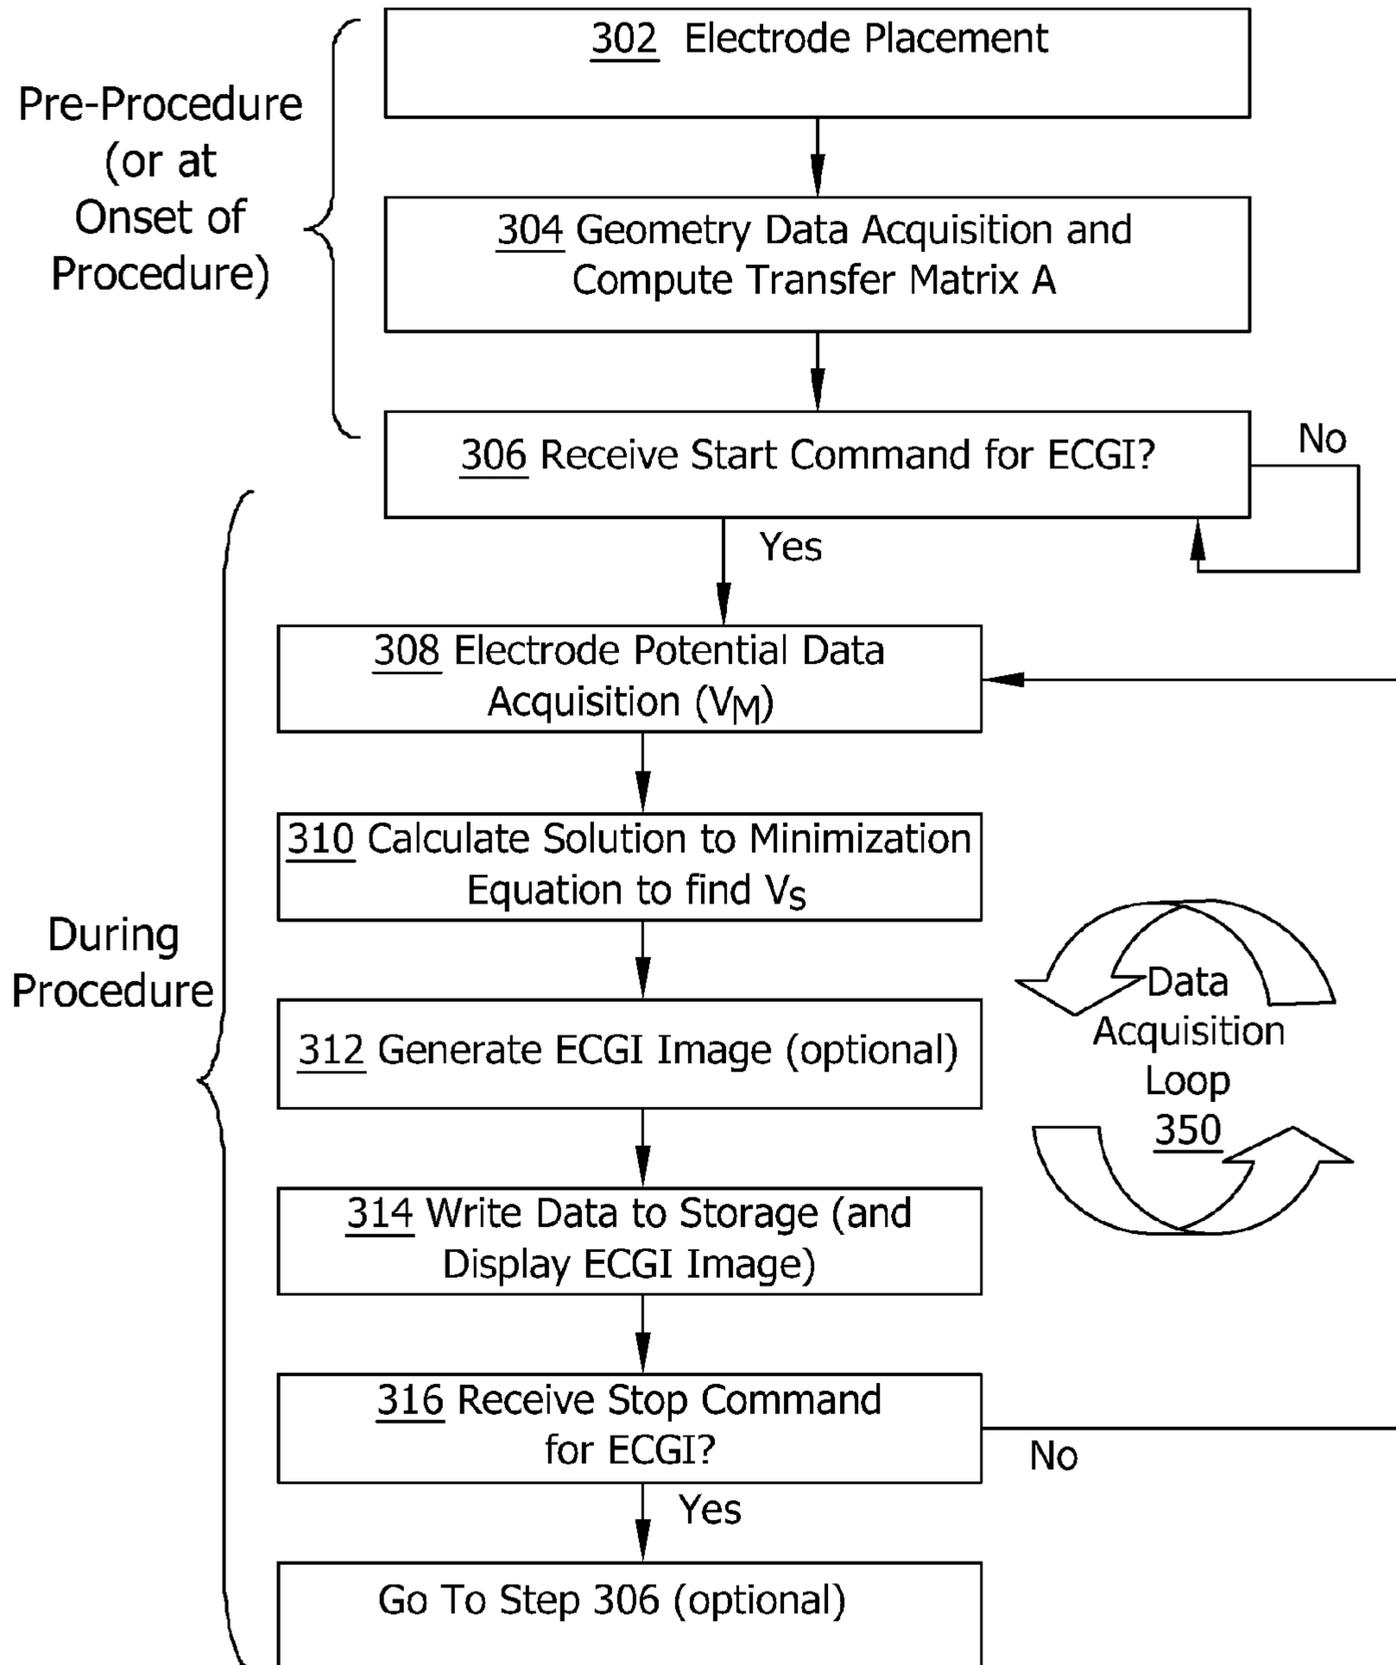 302 Electrode Placement
Pre-Procedure
(or at
Onset of
Procedure)
304 Geometry Data Acquisition and
Compute Transfer Matrix A
306 Receive Start Command for ECGI?
No
Yes
308 Electrode Potential Data
Acquisition (VM)
310 Calculate Solution to Minimization
Equation to find VS
During
Procedure
312 Generate ECGI Image (optional)
Data
Acquisition
Loop
350
314 Write Data to Storage (and
Display ECGI Image)
316 Receive Stop Command
for ECGI?
No
Yes
Go To Step 306 (optional)